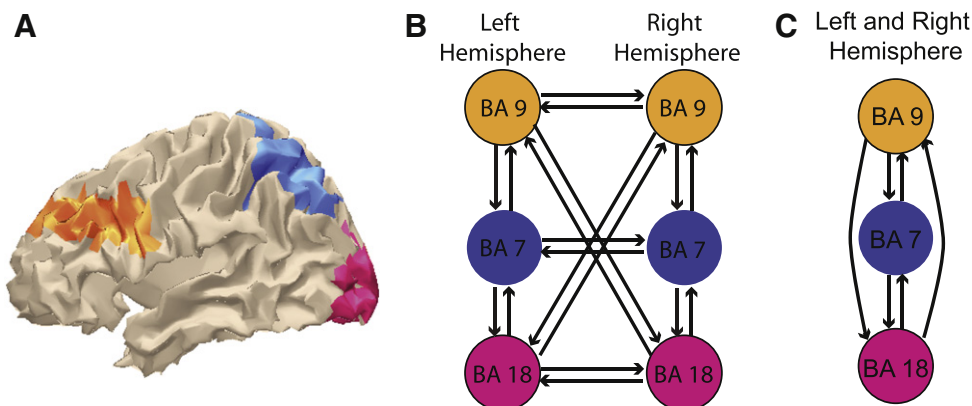 A
B
Left
Hemisphere
Right
Hemisphere
BA 9
BA 9
BA 7
BA 7
BA 18
BA 18
C
Left and Right
Hemisphere
BA 9
BA 7
BA 18